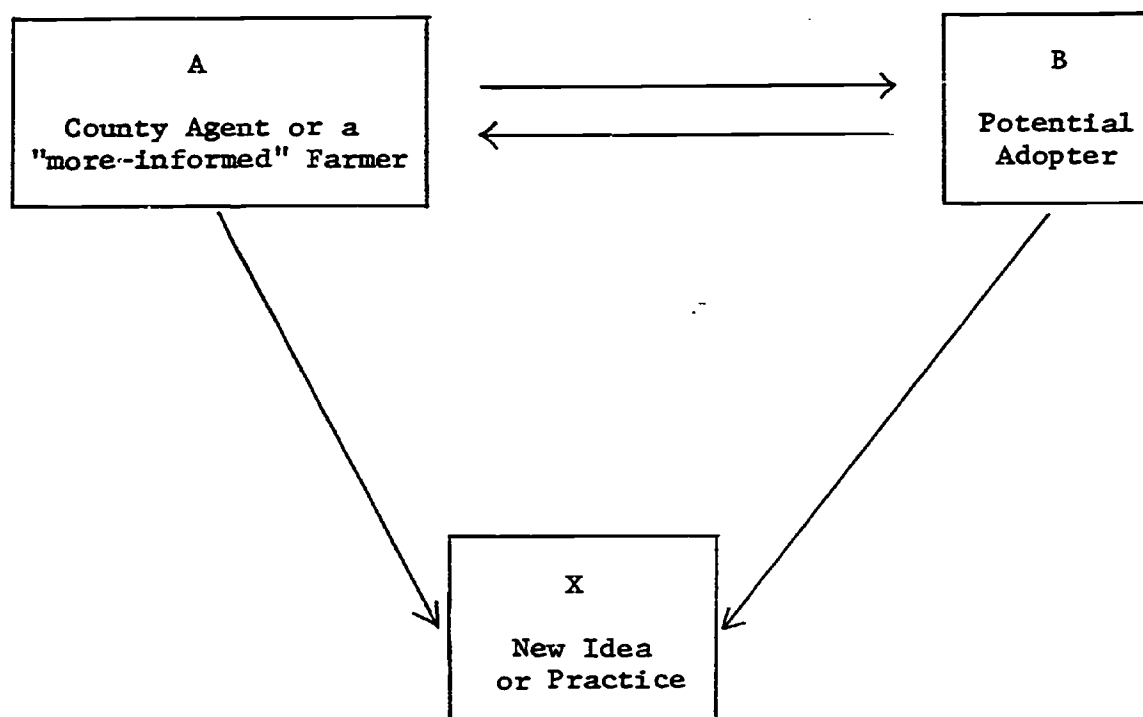 A
County Agent or a
"more-informed" Farmer
B
Potential
Adopter
X
New Idea
or Practice